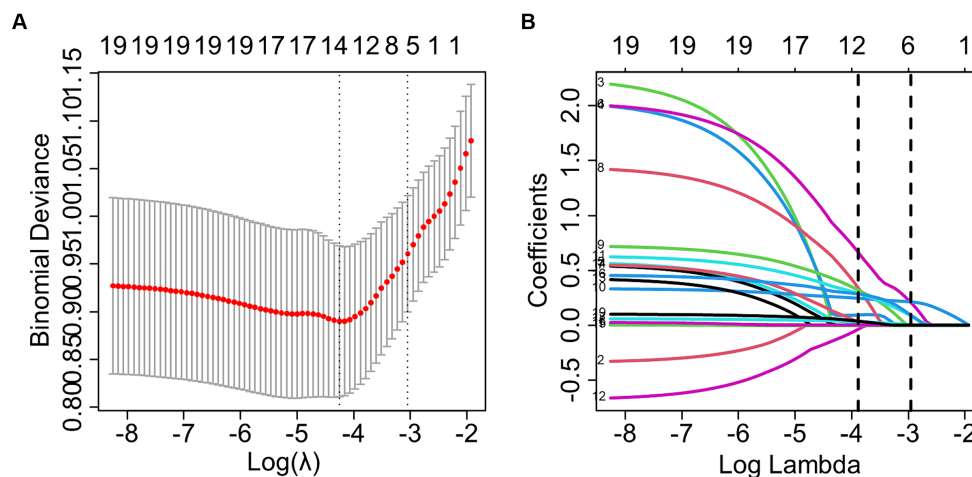 A
19 19 19 19 19 17 17 14 12 8 5 1 1
Binomial Deviance
0.80 0.85 0.90 0.95 1.00 1.05 1.10 1.15
-8 -7 -6 -5 -4 -3 -2
Log(λ)
B
19 19 19 17 12 6 1
Coefficients
2.0
1.5
1.0
0.5
0.0
-0.5
3
8
9
2
-8 -7 -6 -5 -4 -3 -2
Log Lambda